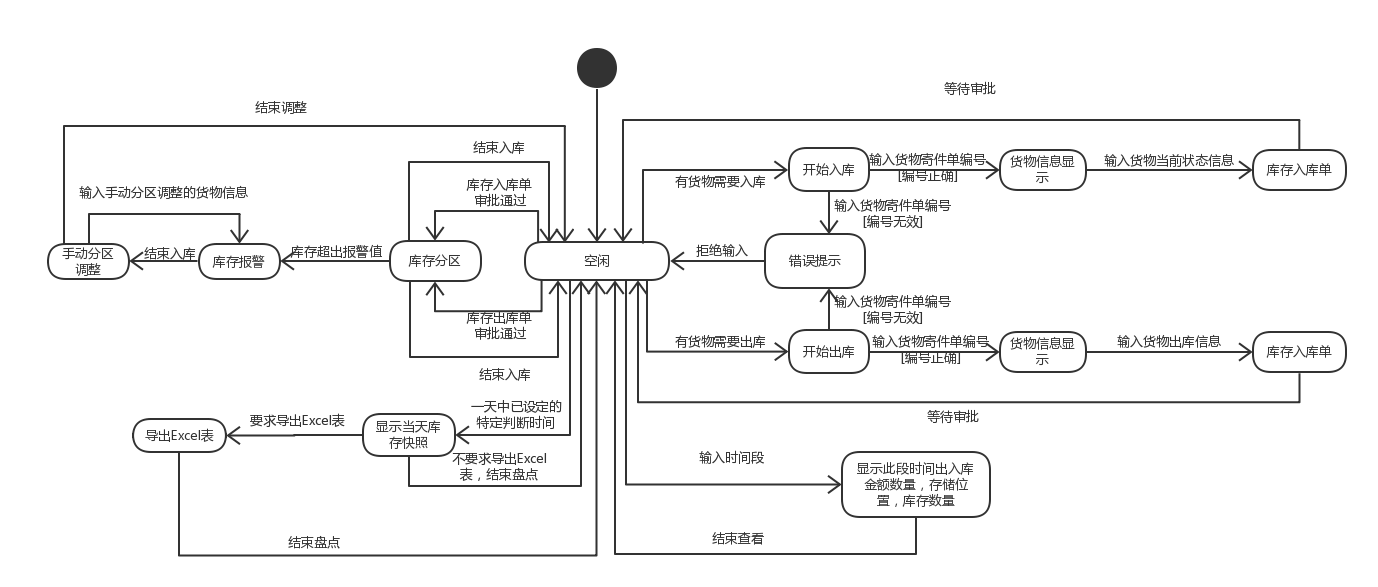 等待审批
结束调整
结束入库
输入货物寄件单编号
[编号正确]
输入货物当前状态信息
开始入库
货物信息显
示
库存入库单
有货物需要入库
库存入库单
审批通过
输入手动分区调整的货物信息
输入货物寄件单编号
[编号无效]
手动分区
调整
结束入库
库存报警
库存超出报警值
库存分区
空闲
拒绝输入
错误提示
输入货物寄件单编号
[编号无效]
库存出库单
审批通过
有货物需要出库
开始出库
输入货物寄件单编号
[编号正确]
货物信息显
示
输入货物出库信息
库存入库单
结束入库
等待审批
一天中已设定的
特定判断时间
要求导出Excel表
导出Excel表
显示当天库
存快照
不要求导出Excel
表，结束盘点
输入时间段
显示此段时间出入库
金额数量，存储位
置，库存数量
结束盘点
结束查看